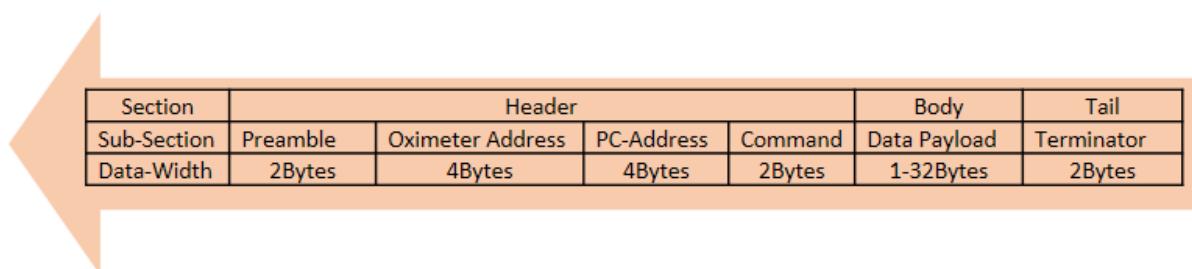 Section Header Body Tail
Sub-Section Preamble Oximeter Address PC-Address Command Data Payload Terminator
Data-Width 2Bytes 4Bytes 4Bytes 2Bytes 1-32Bytes 2Bytes